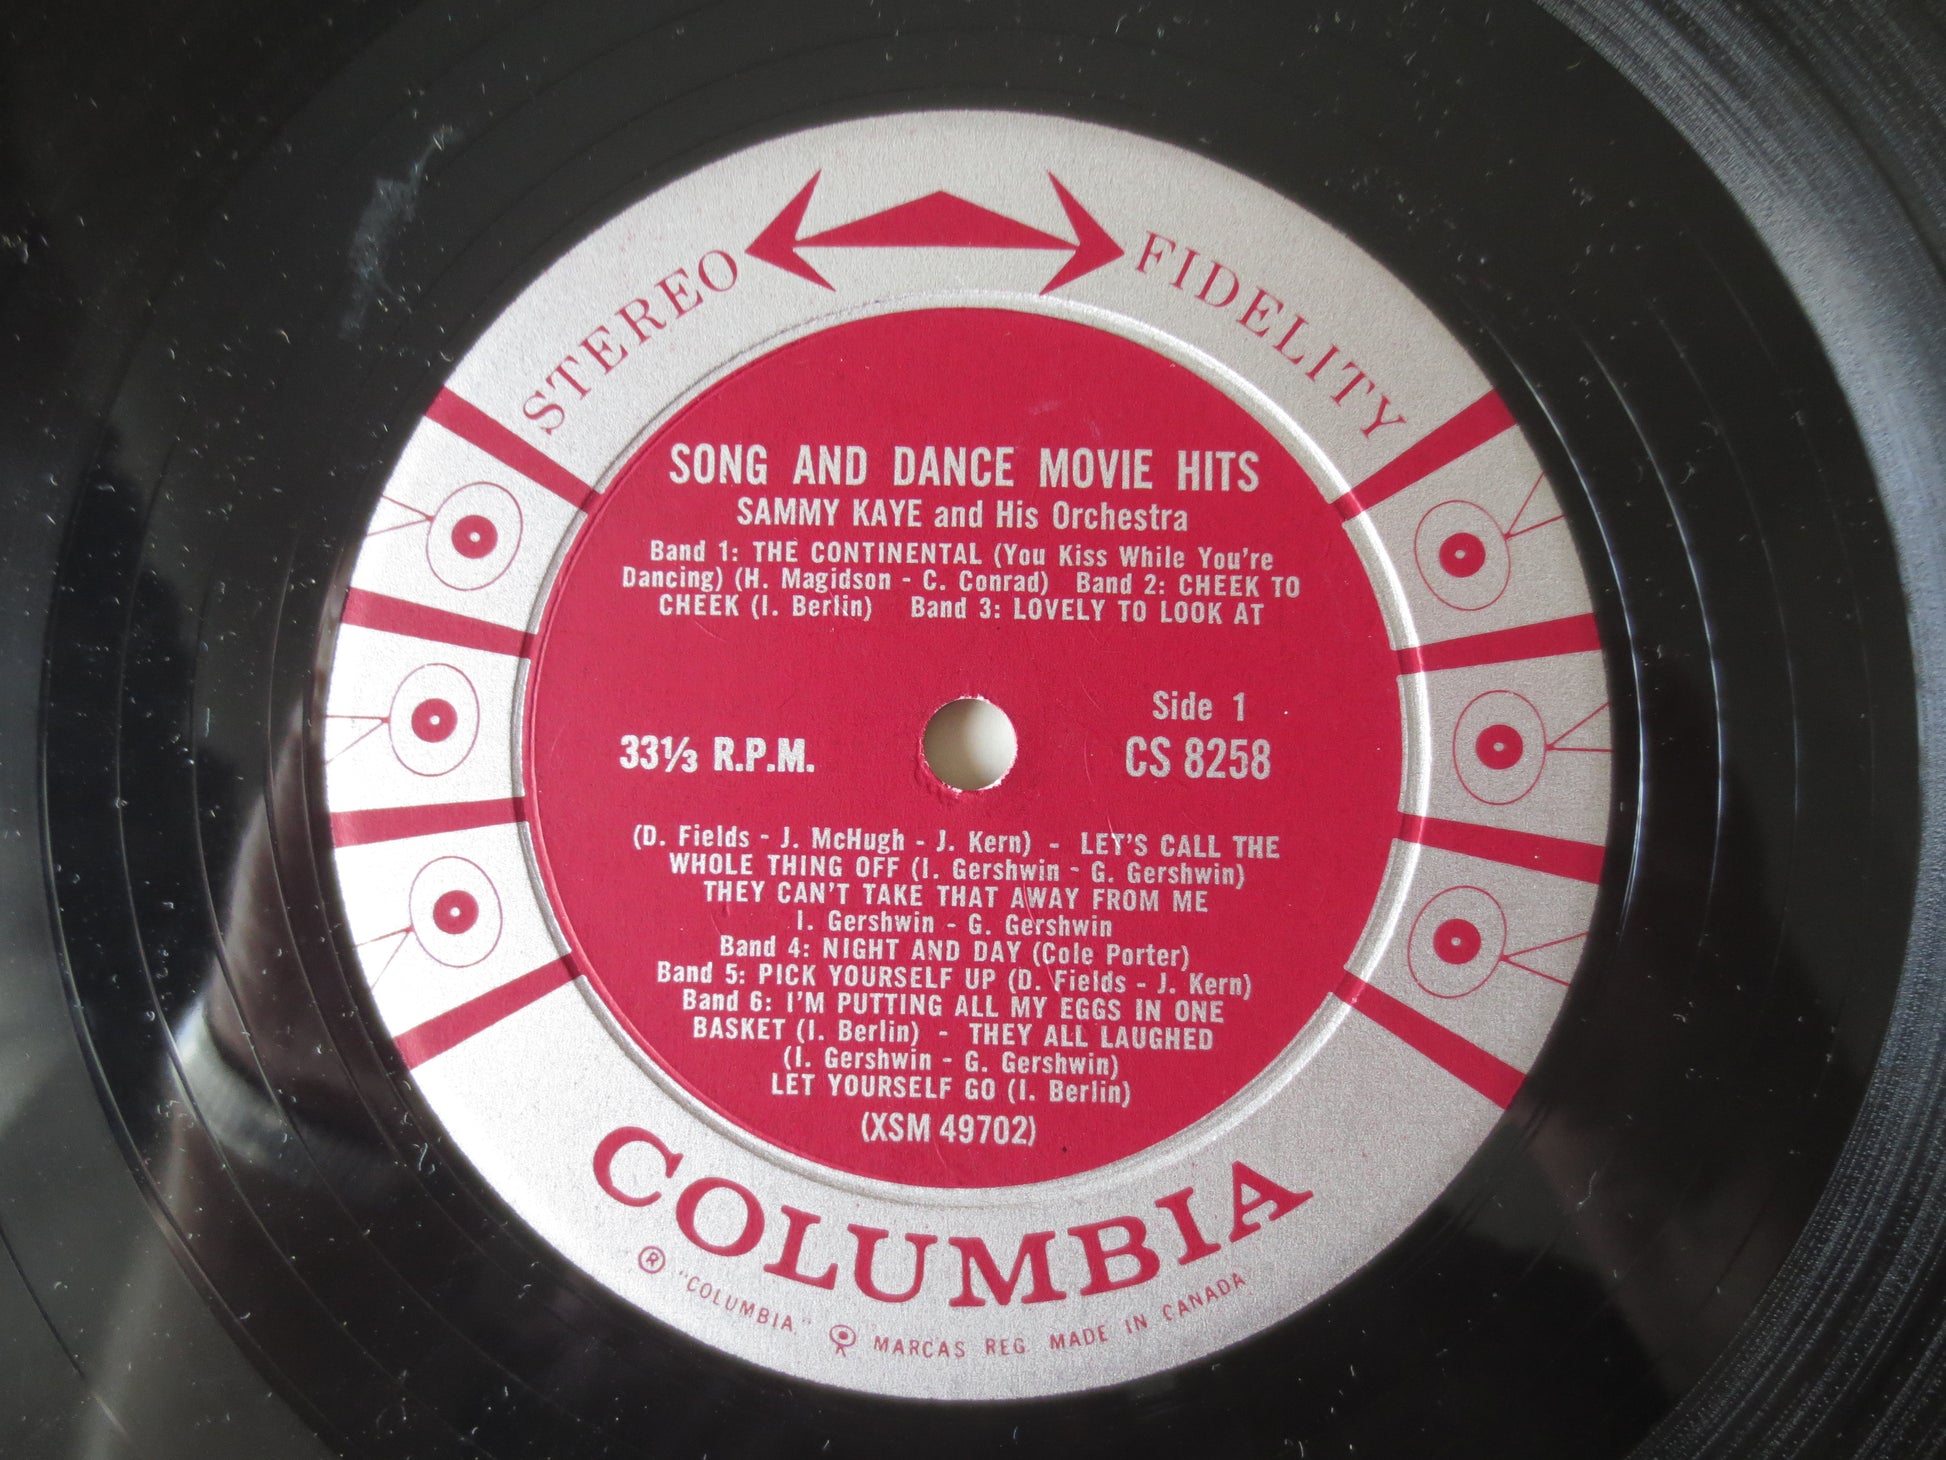 STEREO FIDELITY
SONG AND DANCE MOVIE HITS
SAMMY KAYE and His Orchestra
Band 1: THE CONTINENTAL (You Kiss While You're
Dancing) (H. Magidson - C. Conrad) Band 2: CHEEK TO
CHEEK (I. Berlin) Band 3: LOVELY TO LOOK AT
Side 1
33⅓ R.P.M.
CS 8258
(D. Fields - J. McHugh - J. Kern) - LET'S CALL THE
WHOLE THING OFF (I. Gershwin - G. Gershwin)
THEY CAN'T TAKE THAT AWAY FROM ME
I. Gershwin - G. Gershwin
Band 4: NIGHT AND DAY (Cole Porter)
Band 5: PICK YOURSELF UP (D. Fields - J. Kern)
Band 6: I'M PUTTING ALL MY EGGS IN ONE
BASKET (I. Berlin) - THEY ALL LAUGHED
(I. Gershwin - G. Gershwin)
LET YOURSELF GO (I. Berlin)
(XSM 49702)
COLUMBIA
® "COLUMBIA" MARCAS REG. MADE IN CANADA